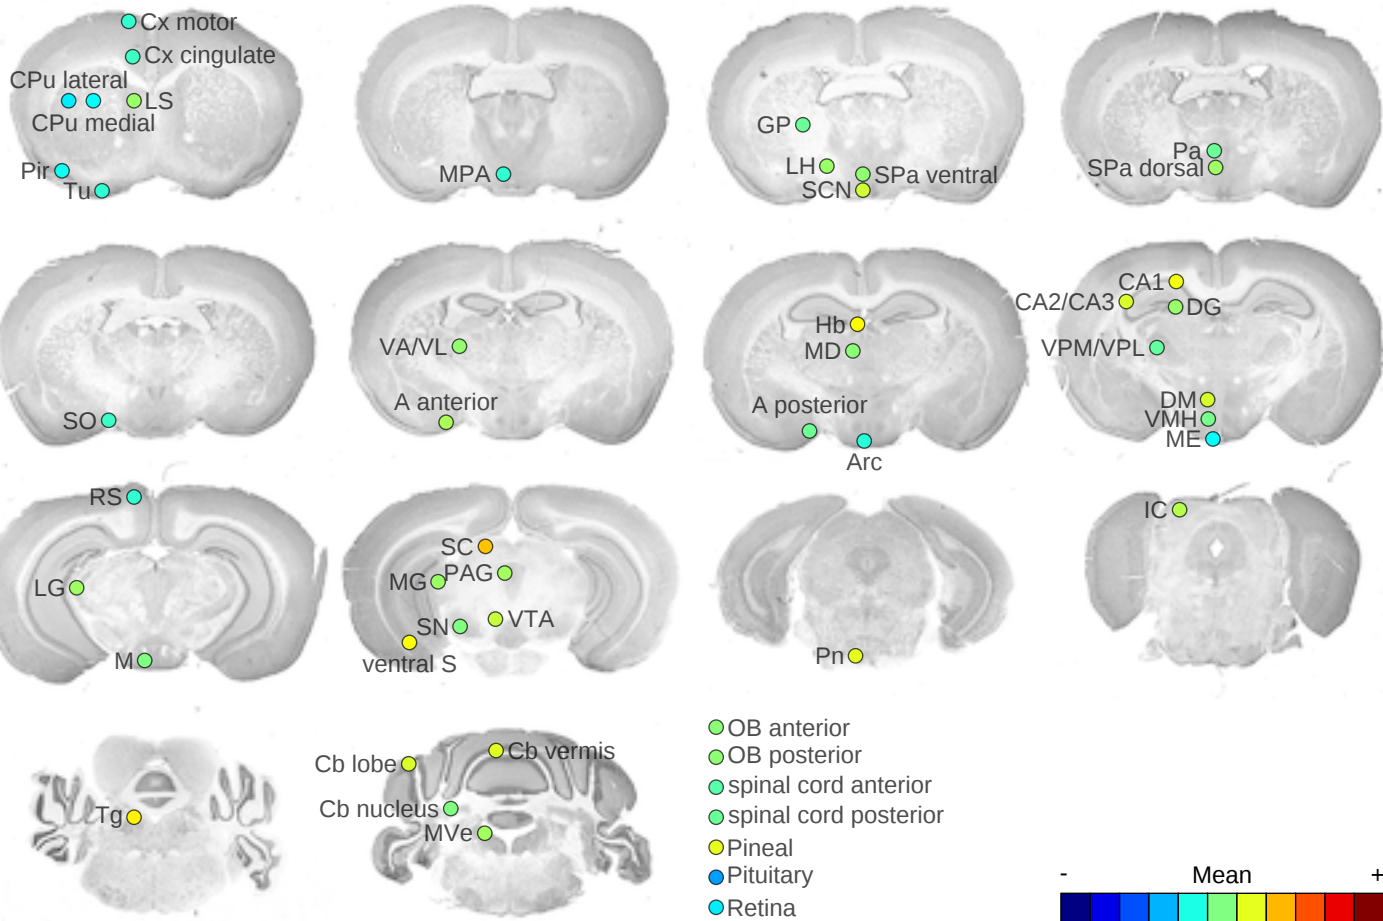 Cx motor
Cx cingulate
CPu lateral
LS
CPu medial
Pir
Tu
MPA
GP
LH
SPa ventral
SCN
Pa
SPa dorsal
SO
VA/VL
A anterior
Hb
MD
A posterior
Arc
CA1
CA2/CA3
DG
VPM/VPL
DM
VMH
ME
RS
LG
M
SC
MG
PAG
SN
VTA
ventral S
Pn
IC
Tg
Cb lobe
Cb vermis
Cb nucleus
MVe
OB anterior
OB posterior
spinal cord anterior
spinal cord posterior
Pineal
Pituitary
Retina
- Mean +